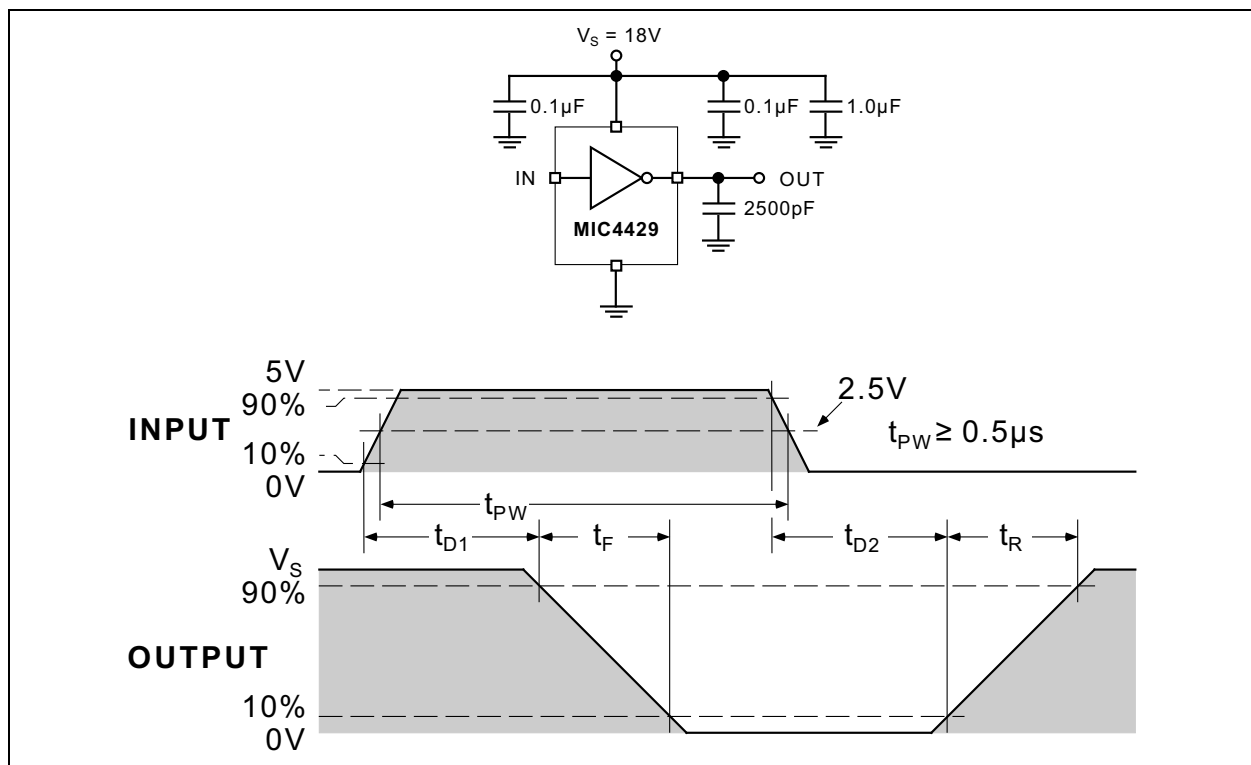 V_S = 18V
0.1µF
0.1µF
1.0µF
IN
OUT
2500pF
MIC4429
5V
90%
2.5V
INPUT
t_PW ≥ 0.5µs
10%
0V
t_PW
t_D1
t_F
t_D2
t_R
V_S
90%
OUTPUT
10%
0V